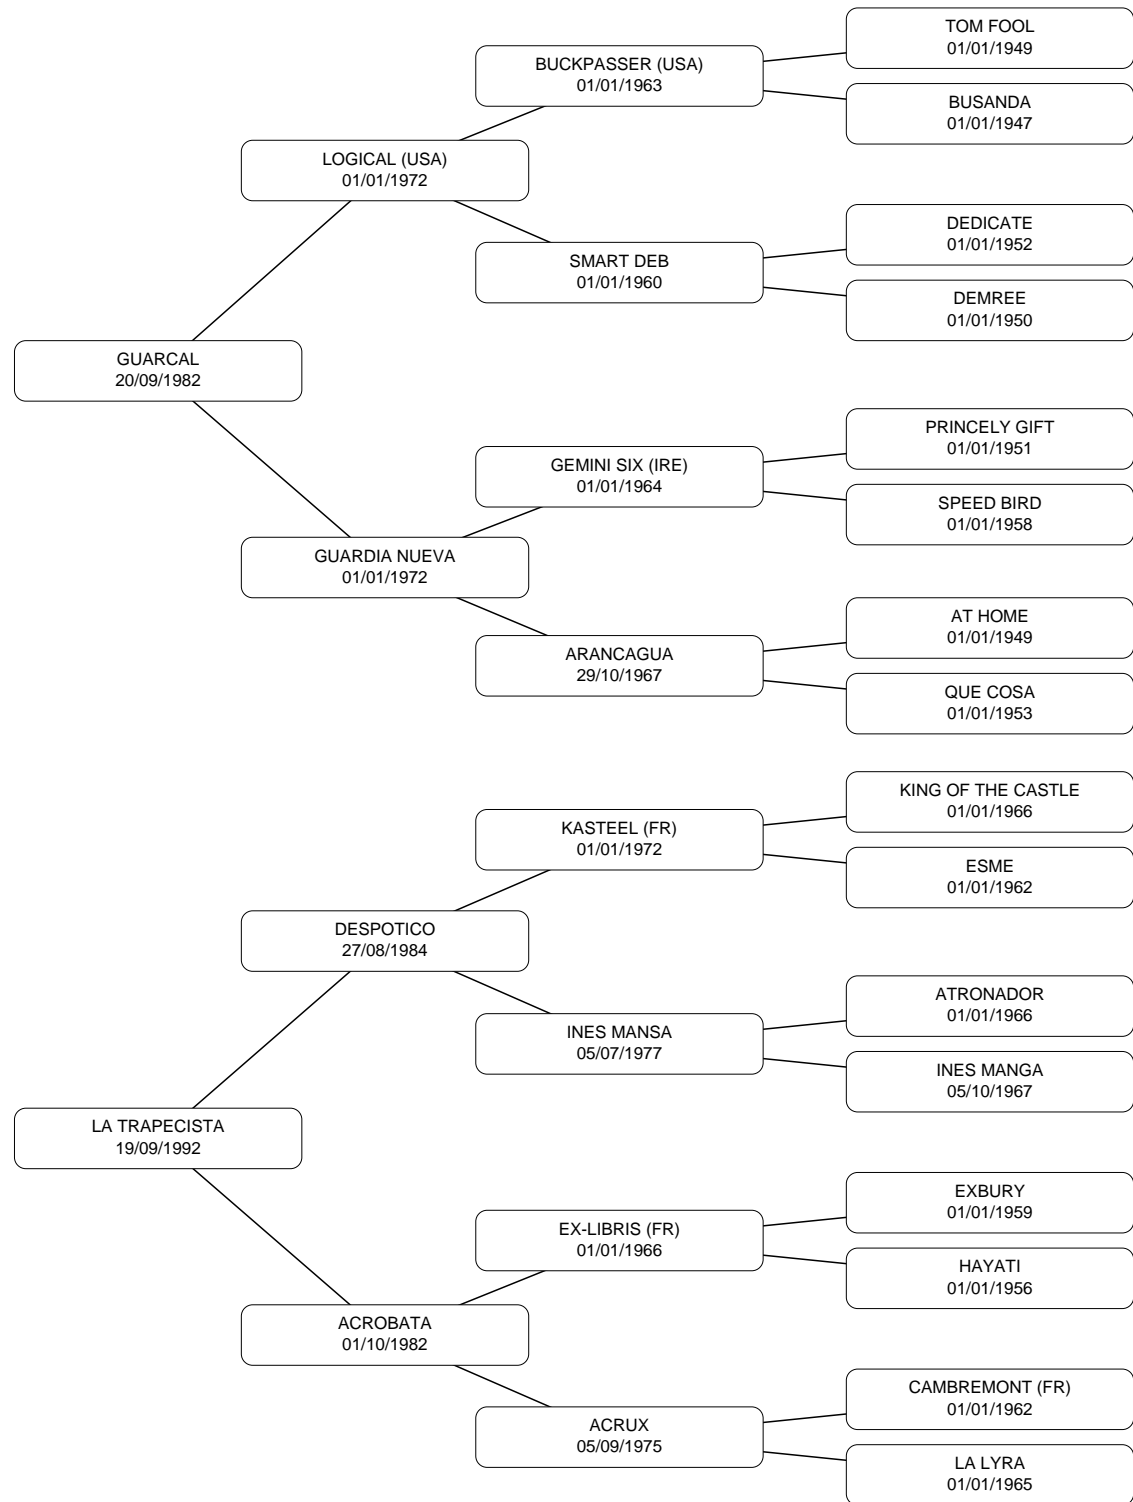 TOM FOOL
01/01/1949
BUCKPASSER (USA)
01/01/1963
BUSANDA
01/01/1947
LOGICAL (USA)
01/01/1972
DEDICATE
01/01/1952
SMART DEB
01/01/1960
DEMREE
01/01/1950
GUARCAL
20/09/1982
PRINCELY GIFT
01/01/1951
GEMINI SIX (IRE)
01/01/1964
SPEED BIRD
01/01/1958
GUARDIA NUEVA
01/01/1972
AT HOME
01/01/1949
ARANCAGUA
29/10/1967
QUE COSA
01/01/1953
KING OF THE CASTLE
01/01/1966
KASTEEL (FR)
01/01/1972
ESME
01/01/1962
DESPOTICO
27/08/1984
ATRONADOR
01/01/1966
INES MANSA
05/07/1977
INES MANGA
05/10/1967
LA TRAPECISTA
19/09/1992
EXBURY
01/01/1959
EX-LIBRIS (FR)
01/01/1966
HAYATI
01/01/1956
ACROBATA
01/10/1982
CAMBREMONT (FR)
01/01/1962
ACRUX
05/09/1975
LA LYRA
01/01/1965